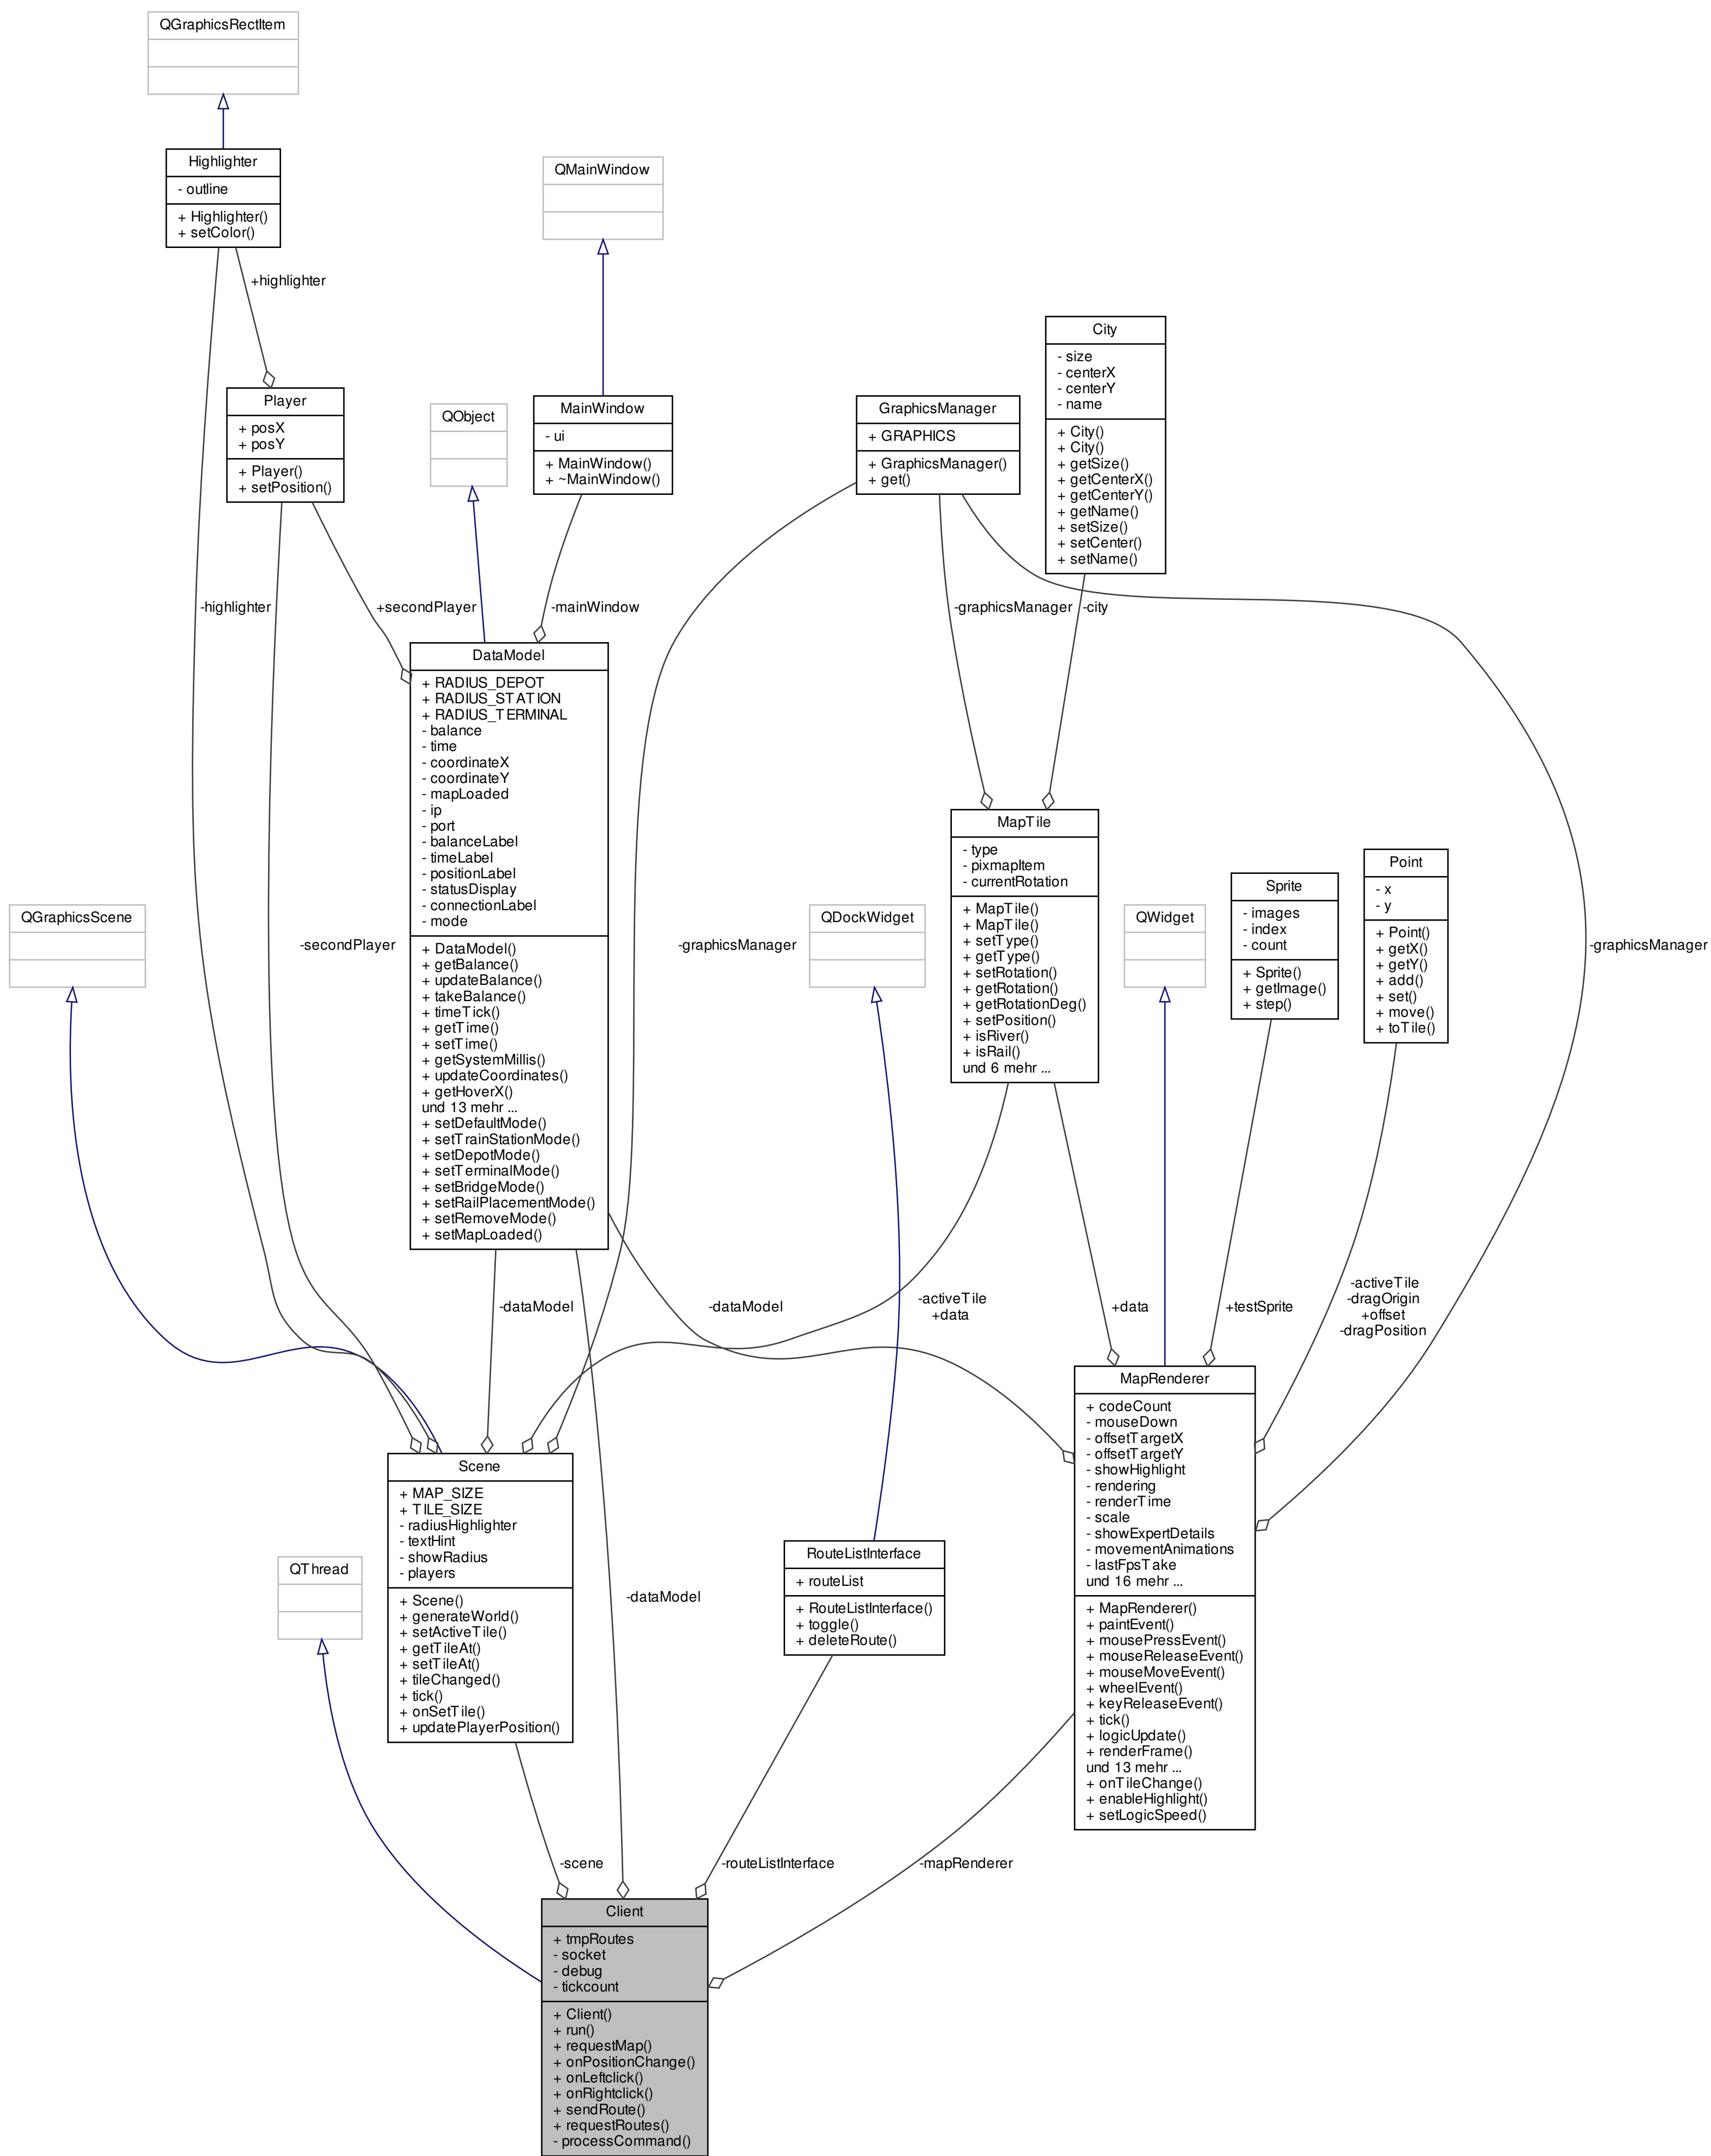 QGraphicsRectItem
Highlighter
- outline
+ Highlighter()
+ setColor()
+highlighter
QMainWindow
City
- size
- centerX
- centerY
- name
+ City()
+ City()
+ getSize()
+ getCenterX()
+ getCenterY()
+ getName()
+ setSize()
+ setCenter()
+ setName()
Player
+ posX
+ posY
+ Player()
+ setPosition()
QObject
MainWindow
- ui
+ MainWindow()
+ ~MainWindow()
GraphicsManager
+ GRAPHICS
+ GraphicsManager()
+ get()
-highlighter
+secondPlayer
-mainWindow
-graphicsManager
-city
DataModel
+ RADIUS_DEPOT
+ RADIUS_STATION
+ RADIUS_TERMINAL
- balance
- time
- coordinateX
- coordinateY
- mapLoaded
- ip
- port
- balanceLabel
- timeLabel
- positionLabel
- statusDisplay
- connectionLabel
- mode
+ DataModel()
+ getBalance()
+ updateBalance()
+ takeBalance()
+ timeTick()
+ getTime()
+ setTime()
+ getSystemMillis()
+ updateCoordinates()
+ getHoverX()
und 13 mehr ...
+ setDefaultMode()
+ setTrainStationMode()
+ setDepotMode()
+ setTerminalMode()
+ setBridgeMode()
+ setRailPlacementMode()
+ setRemoveMode()
+ setMapLoaded()
MapTile
- type
- pixmapItem
- currentRotation
+ MapTile()
+ MapTile()
+ setType()
+ getType()
+ setRotation()
+ getRotation()
+ getRotationDeg()
+ setPosition()
+ isRiver()
+ isRail()
und 6 mehr ...
Point
- x
- y
+ Point()
+ getX()
+ getY()
+ add()
+ set()
+ move()
+ toTile()
Sprite
- images
- index
- count
+ Sprite()
+ getImage()
+ step()
QGraphicsScene
QDockWidget
QWidget
-secondPlayer
-graphicsManager
-graphicsManager
-dataModel
-dataModel
-activeTile
+data
+data
+testSprite
-activeTile
-dragOrigin
+offset
-dragPosition
MapRenderer
+ codeCount
- mouseDown
- offsetTargetX
- offsetTargetY
- showHighlight
- rendering
- renderTime
- scale
- showExpertDetails
- movementAnimations
- lastFpsTake
und 16 mehr ...
+ MapRenderer()
+ paintEvent()
+ mousePressEvent()
+ mouseReleaseEvent()
+ mouseMoveEvent()
+ wheelEvent()
+ keyReleaseEvent()
+ tick()
+ logicUpdate()
+ renderFrame()
und 13 mehr ...
+ onTileChange()
+ enableHighlight()
+ setLogicSpeed()
Scene
+ MAP_SIZE
+ TILE_SIZE
- radiusHighlighter
- textHint
- showRadius
- players
+ Scene()
+ generateWorld()
+ setActiveTile()
+ getTileAt()
+ setTileAt()
+ tileChanged()
+ tick()
+ onSetTile()
+ updatePlayerPosition()
QThread
-dataModel
RouteListInterface
+ routeList
+ RouteListInterface()
+ toggle()
+ deleteRoute()
-scene
-routeListInterface
-mapRenderer
Client
+ tmpRoutes
- socket
- debug
- tickcount
+ Client()
+ run()
+ requestMap()
+ onPositionChange()
+ onLeftclick()
+ onRightclick()
+ sendRoute()
+ requestRoutes()
- processCommand()